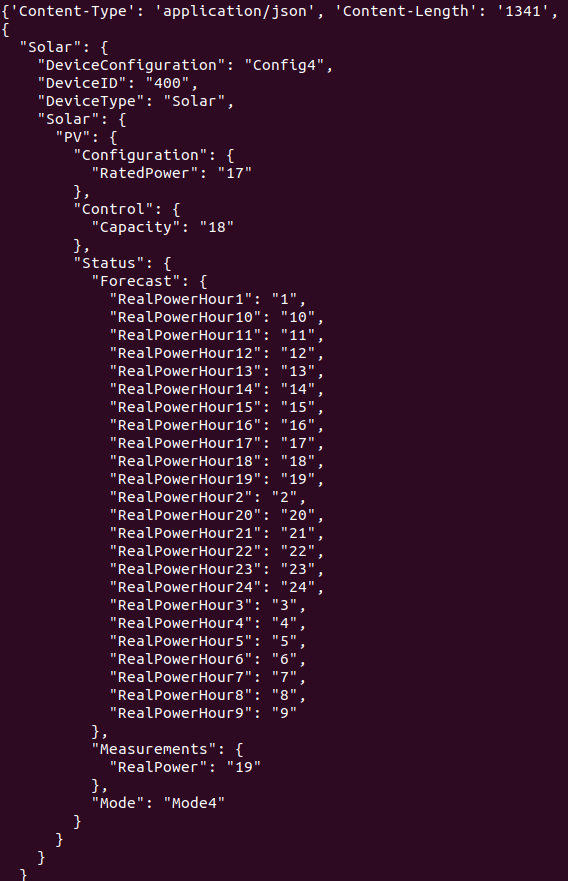 {'Content-Type': 'application/json', 'Content-Length': '1341',
{
  "Solar": {
    "DeviceConfiguration": "Config4",
    "DeviceID": "400",
    "DeviceType": "Solar",
    "Solar": {
      "PV": {
        "Configuration": {
          "RatedPower": "17"
        },
        "Control": {
          "Capacity": "18"
        },
        "Status": {
          "Forecast": {
            "RealPowerHour1": "1",
            "RealPowerHour10": "10",
            "RealPowerHour11": "11",
            "RealPowerHour12": "12",
            "RealPowerHour13": "13",
            "RealPowerHour14": "14",
            "RealPowerHour15": "15",
            "RealPowerHour16": "16",
            "RealPowerHour17": "17",
            "RealPowerHour18": "18",
            "RealPowerHour19": "19",
            "RealPowerHour2": "2",
            "RealPowerHour20": "20",
            "RealPowerHour21": "21",
            "RealPowerHour22": "22",
            "RealPowerHour23": "23",
            "RealPowerHour24": "24",
            "RealPowerHour3": "3",
            "RealPowerHour4": "4",
            "RealPowerHour5": "5",
            "RealPowerHour6": "6",
            "RealPowerHour7": "7",
            "RealPowerHour8": "8",
            "RealPowerHour9": "9"
          },
          "Measurements": {
            "RealPower": "19"
          },
          "Mode": "Mode4"
        }
      }
    }
  }